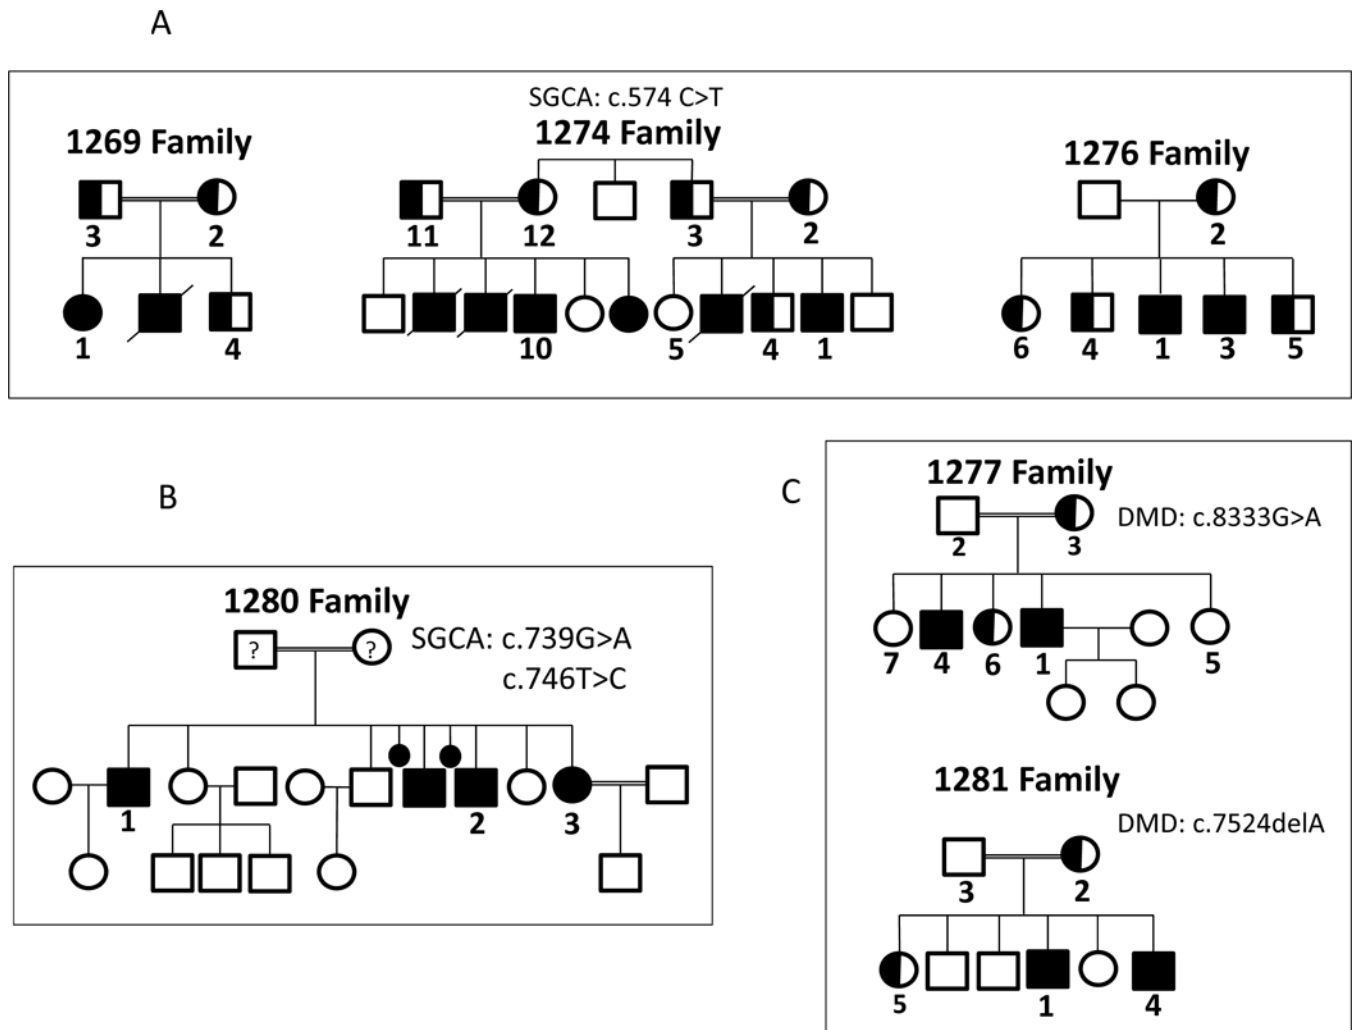 A
1269 Family
3 2
1 4
SGCA: c.574 C>T
1274 Family
11 12 3 2
10 5 4 1
1276 Family
2
6 4 1 3 5
B
1280 Family
? ?
SGCA: c.739G>A
c.746T>C
1 2 3
C
1277 Family
DMD: c.8333G>A
2 3
7 4 6 1 5
1281 Family
DMD: c.7524delA
3 2
5 1 4